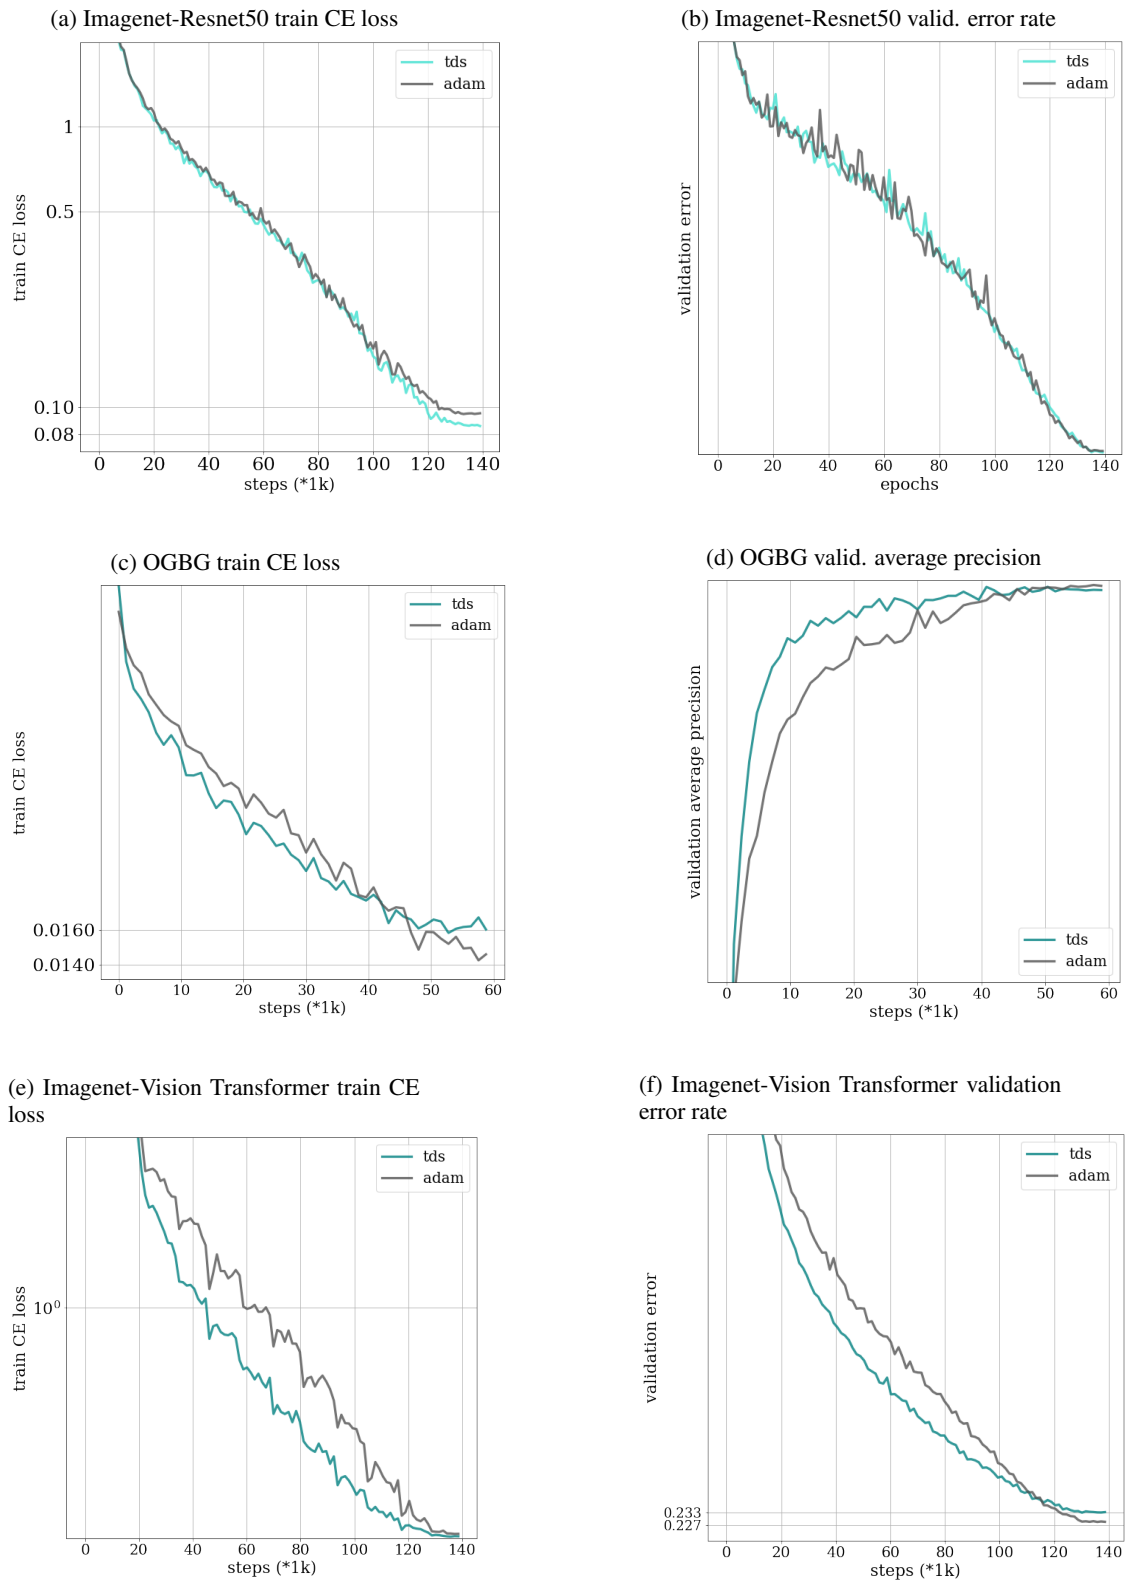 (a) Imagenet-Resnet50 train CE loss
tds
adam
train CE loss
1
0.5
0.10
0.08
0 20 40 60 80 100 120 140
steps (*1k)
(b) Imagenet-Resnet50 valid. error rate
tds
adam
validation error
0 20 40 60 80 100 120 140
epochs
(c) OGBG train CE loss
tds
adam
train CE loss
0.0160
0.0140
0 10 20 30 40 50 60
steps (*1k)
(d) OGBG valid. average precision
validation average precision
tds
adam
0 10 20 30 40 50 60
steps (*1k)
(e) Imagenet-Vision Transformer train CE
loss
tds
adam
train CE loss
10⁰
0 20 40 60 80 100 120 140
steps (*1k)
(f) Imagenet-Vision Transformer validation
error rate
tds
adam
validation error
0.233
0.227
0 20 40 60 80 100 120 140
steps (*1k)